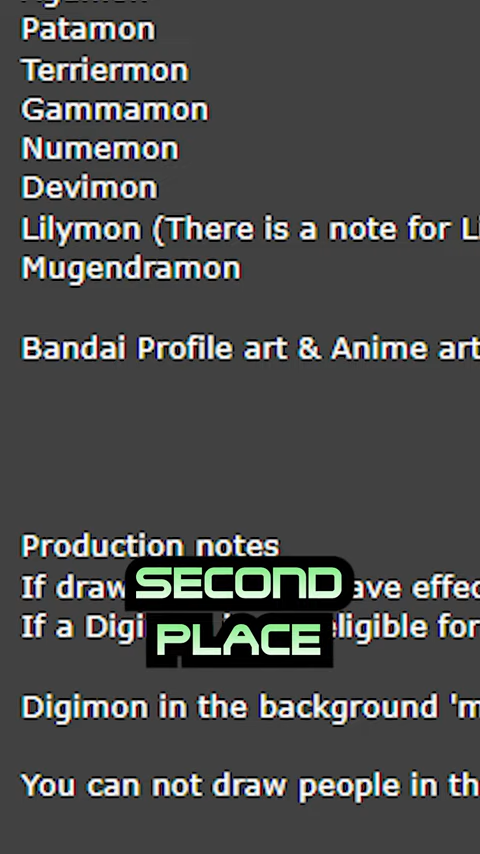 Patamon
Terriermon
Gammamon
Numemon
Devimon
Lilymon (There is a note for Li
Mugendramon
Bandai Profile art & Anime art
Production notes
If draw ave effec
SECOND
If a Digi eligible for
PLACE
Digimon in the background 'm
You can not draw people in th